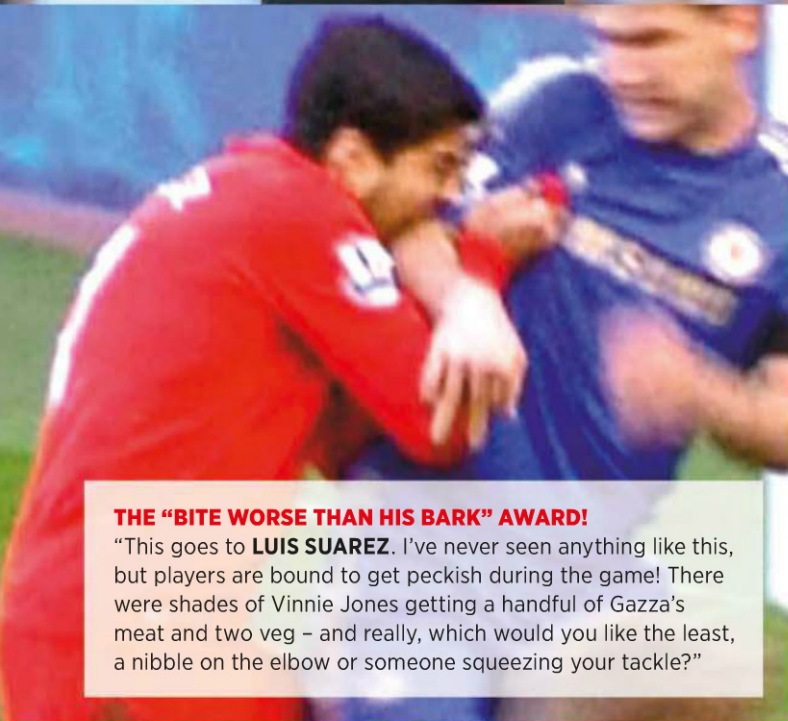 THE “BITE WORSE THAN HIS BARK” AWARD!
“This goes to LUIS SUAREZ. I’ve never seen anything like this,
but players are bound to get peckish during the game! There
were shades of Vinnie Jones getting a handful of Gazza’s
meat and two veg – and really, which would you like the least,
a nibble on the elbow or someone squeezing your tackle?”